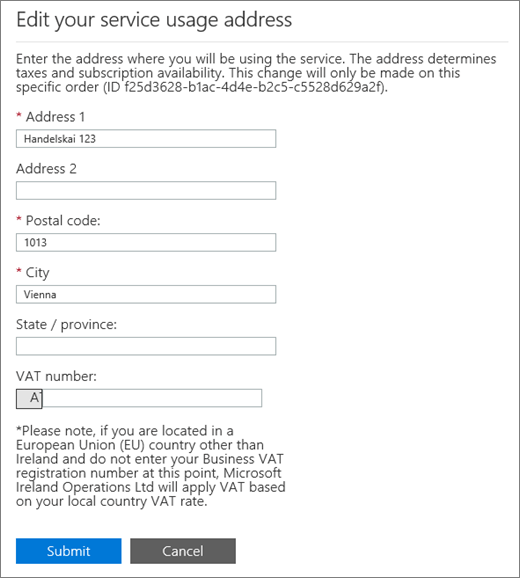 Edit your service usage address
Enter the address where you will be using the service. The address determines
taxes and subscription availability. This change will only be made on this
specific order (ID f25d3628-b1ac-4d4e-b2c5-c5528d629a2f).
* Address 1
Handelskai 123
Address 2
* Postal code:
1013
* City
Vienna
State / province:
VAT number:
AT
*Please note, if you are located in a
European Union (EU) country other than
Ireland and do not enter your Business VAT
registration number at this point, Microsoft
Ireland Operations Ltd will apply VAT based
on your local country VAT rate.
Submit Cancel